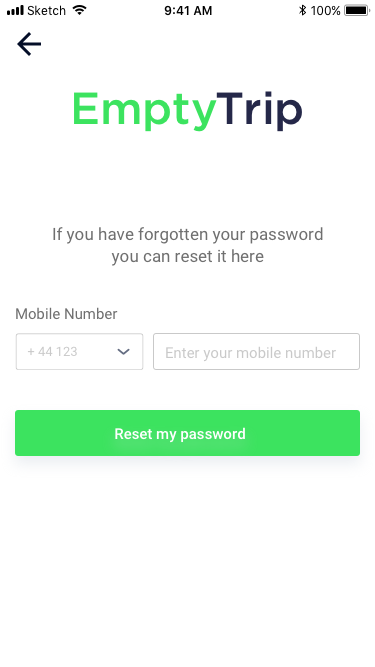 Sketch 9:41 AM 100%
EmptyTrip
If you have forgotten your password
you can reset it here
Mobile Number
+ 44 123 Enter your mobile number
Reset my password